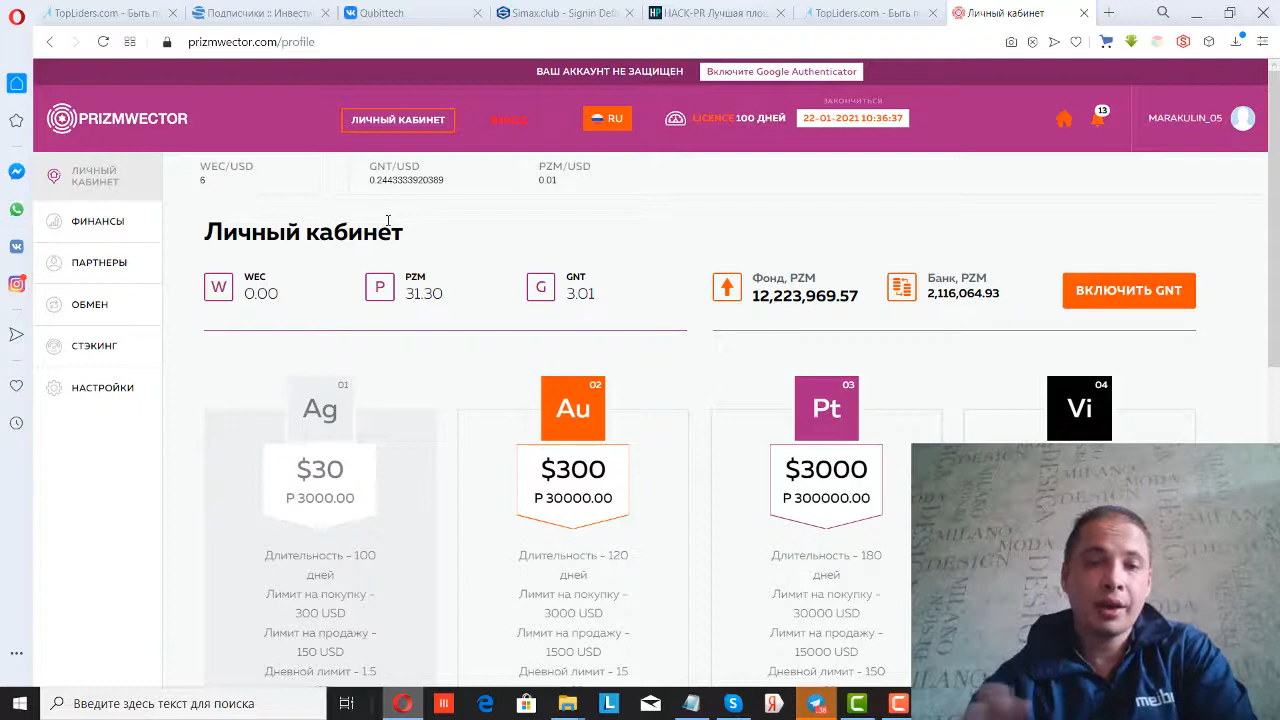 TopLiders.com - Быть п
Подписчики :: Инвести
Qubittech
Simax.club - Signin Defa
HACK-PR Лучшая площ
TopLiders.com - Быть п
Личный кабинет
prizmwector.com/profile
ВАШ АККАУНТ НЕ ЗАЩИЩЕН
Включите Google Authenticator
PRIZMWECTOR
ЛИЧНЫЙ КАБИНЕТ
RU
LICENCE 100 ДНЕЙ
ЗАКОНЧИТЬСЯ
22-01-2021 10:36:37
13
MARAKULIN_05
ЛИЧНЫЙ
КАБИНЕТ
ФИНАНСЫ
ПАРТНЕРЫ
ОБМЕН
СТЭКИНГ
НАСТРОЙКИ
WEC/USD
6
GNT/USD
0.2443333920389
PZM/USD
0.01
Личный кабинет
W
WEC
0.00
P
PZM
31.30
G
GNT
3.01
Фонд, PZM
12,223,969.57
Банк, PZM
2,116,064.93
ВКЛЮЧИТЬ GNT
01
Ag
$30
P 3000.00
Длительность - 100
дней
Лимит на покупку -
300 USD
Лимит на продажу -
150 USD
Дневной лимит - 1.5
02
Au
$300
P 30000.00
Длительность - 120
дней
Лимит на покупку -
3000 USD
Лимит на продажу -
1500 USD
Дневной лимит - 15
03
Pt
$3000
P 300000.00
Длительность - 180
дней
Лимит на покупку -
30000 USD
Лимит на продажу -
15000 USD
Дневной лимит - 150
04
Vi
MILANO
MODA
DESIGN
Введите здесь текст для поиска
38